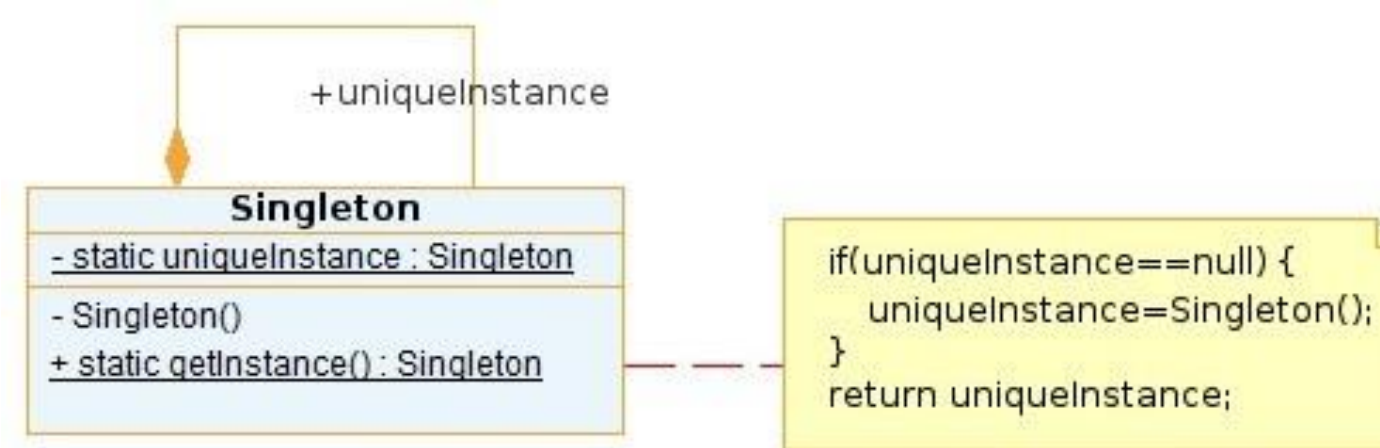 +uniqueInstance
Singleton
- static uniqueInstance : Singleton
- Singleton()
+ static getInstance() : Singleton
if(uniqueInstance==null) {
uniqueInstance=Singleton();
}
return uniqueInstance;